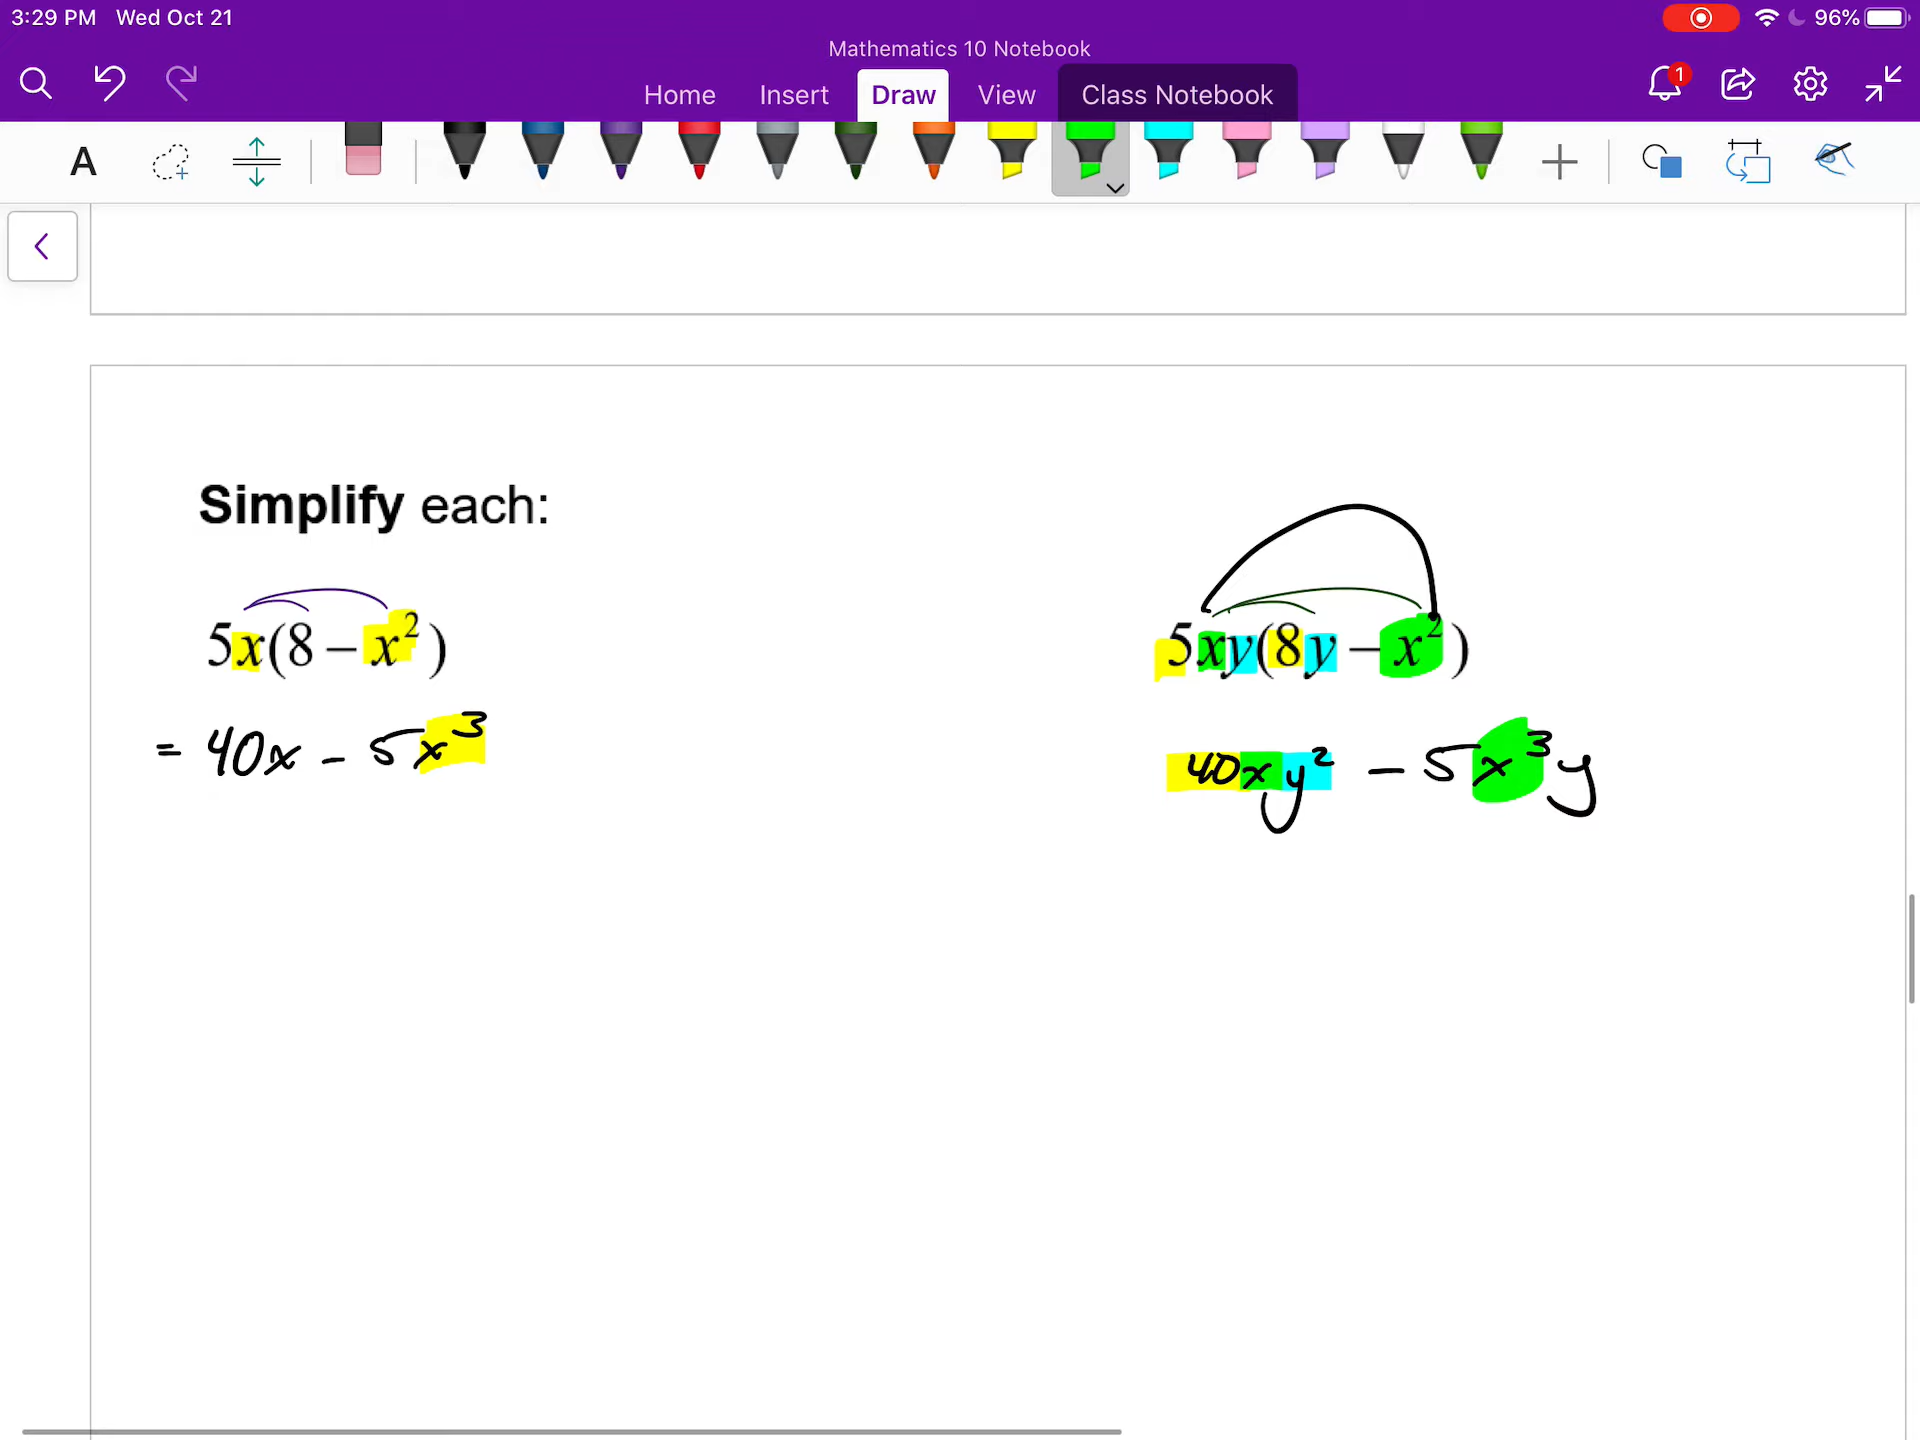 3:29 PM Wed Oct 21
96%
Mathematics 10 Notebook
Home Insert Draw View Class Notebook
1
A
Simplify each:
5x(8 – x²)
= 40x – 5x³
5xy(8y – x²)
40xy² – 5x³y